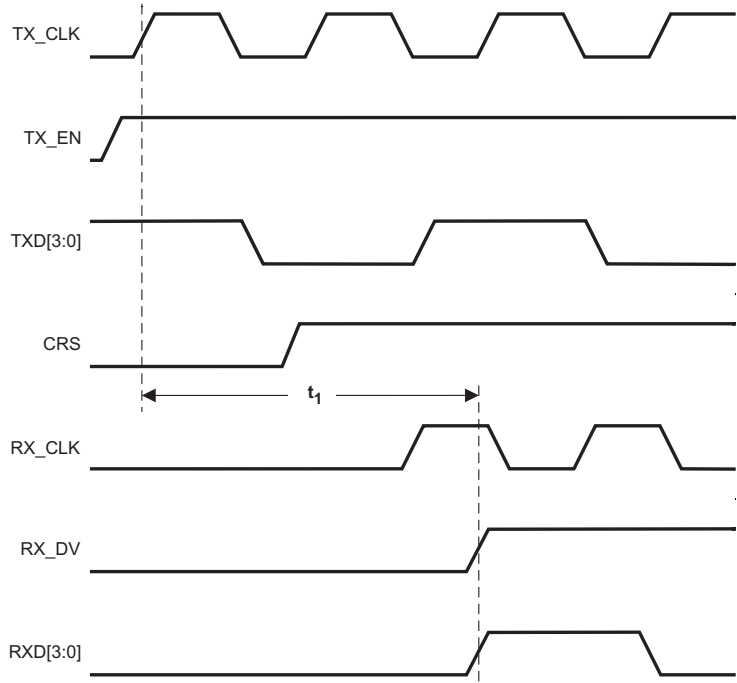 TX_CLK
TX_EN
TXD[3:0]
CRS
t1
RX_CLK
RX_DV
RXD[3:0]